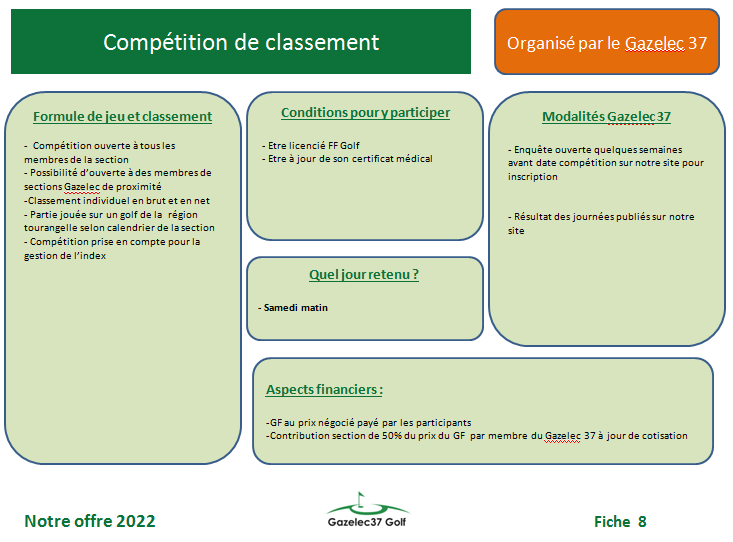 Compétition de classement
Organisé par le Gazelec 37
Formule de jeu et classement
- Compétition ouverte à tous les
membres de la section
- Possibilité d'ouverte à des membres de
sections Gazelec de proximité
-Classement individuel en brut et en net
- Partie jouée sur un golf de la région
tourangelle selon calendrier de la section
- Compétition prise en compte pour la
gestion de l'index
Conditions pour y participer
- Etre licencié FF Golf
- Etre à jour de son certificat médical
Quel jour retenu ?
- Samedi matin
Modalités Gazelec 37
- Enquête ouverte quelques semaines
avant date compétition sur notre site pour
inscription
- Résultat des journées publiés sur notre
site
Aspects financiers :
-GF au prix négocié payé par les participants
-Contribution section de 50% du prix du GF par membre du Gazelec 37 à jour de cotisation
Notre offre 2022
Gazelec37 Golf
Fiche 8